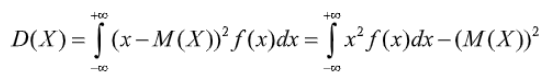 D(X) = ∫_{-∞}^{+∞} (x − M(X))² f(x)dx = ∫_{-∞}^{+∞} x² f(x)dx − (M(X))²